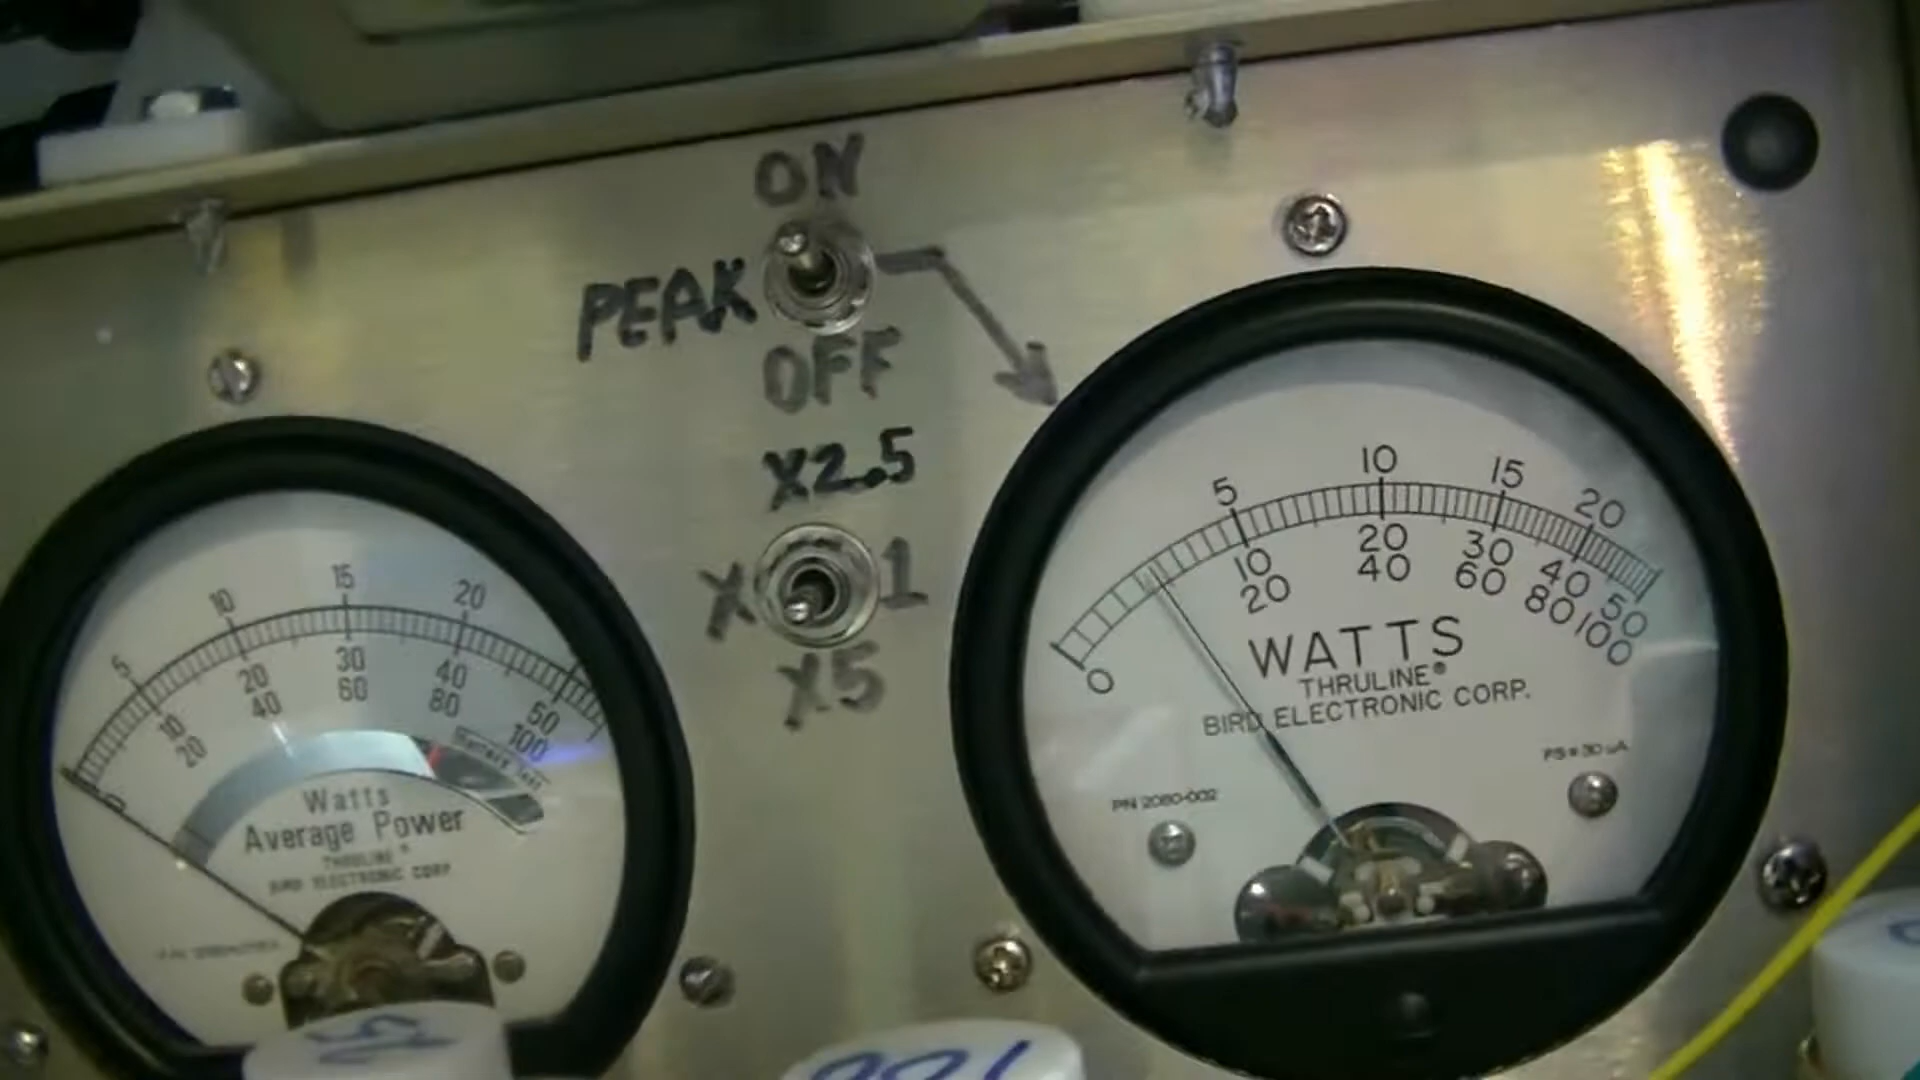 ON
PEAK
OFF
X2.5
X 1
X5
5 10 15 20
10 20 30 40 50
20 40 60 80 100
0
Watts
Average Power
THRULINE®
BIRD ELECTRONIC CORP
5 10 15 20
10 20 30 40 50
20 40 60 80 100
0
WATTS
THRULINE®
BIRD ELECTRONIC CORP.
PN 2080-002
FS = 30 uA